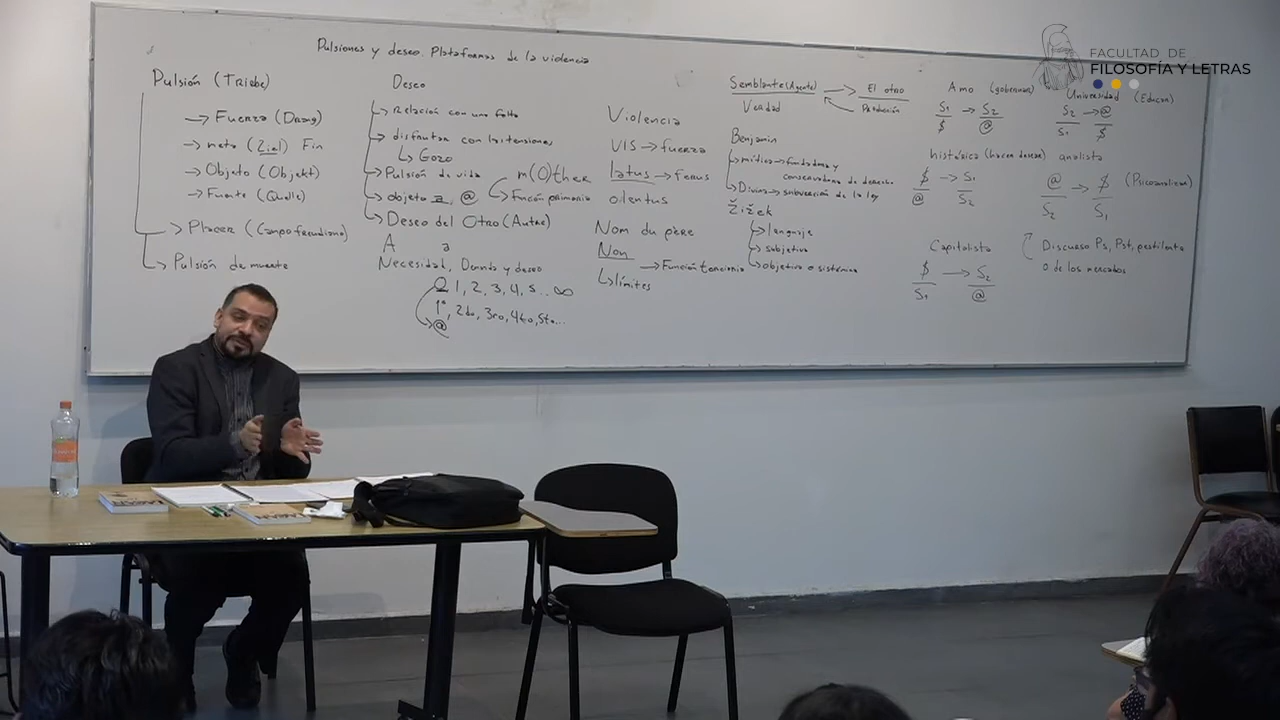 Pulsiones y deseo. Plataformas de la violencia
Pulsión (Triebe)
→ Fuerza (Drang)
→ meta (Ziel) Fin
→ Objeto (Objekt)
→ Fuente (Quelle)
→ Placer (Campo freudiano)
→ Pulsión de muerte
Deseo
→ Relación con una falta
→ disfrutar con las tensiones
↳ Gozo
→ Pulsión de vida
→ objeto a, @
→ Deseo del Otro (Autre)
A a
Necesidad, Demanda y deseo
1, 2, 3, 4, 5... ∞
1°, 2do, 3ro, 4to, 5to...
@
m(O)ther
Función primaria
Violencia
VIS → fuerza
latus → ferus
olentus
Nom du père
Non → Función terciaria
↳ límites
Semblante (Agente) → El otro
Verdad ← Producción
Benjamin
→ mítica → fundadora y
conservadora de derecho
→ Divina → subversión de la ley
Žižek
→ lenguaje
→ subjetiva
→ objetiva o sistémica
Amo (gobernar)
S1 → S2
$ @
Universidad (Educar)
S2 → @
S1 $
histérica (hacer desear)
$ → S1
@ S2
analista (Psicoanalizar)
@ → $
S2 S1
Capitalista
$ → S2
S1 @
Discurso Ps, Pst, pestilente
o de los mercados
FACULTAD DE
FILOSOFÍA Y LETRAS